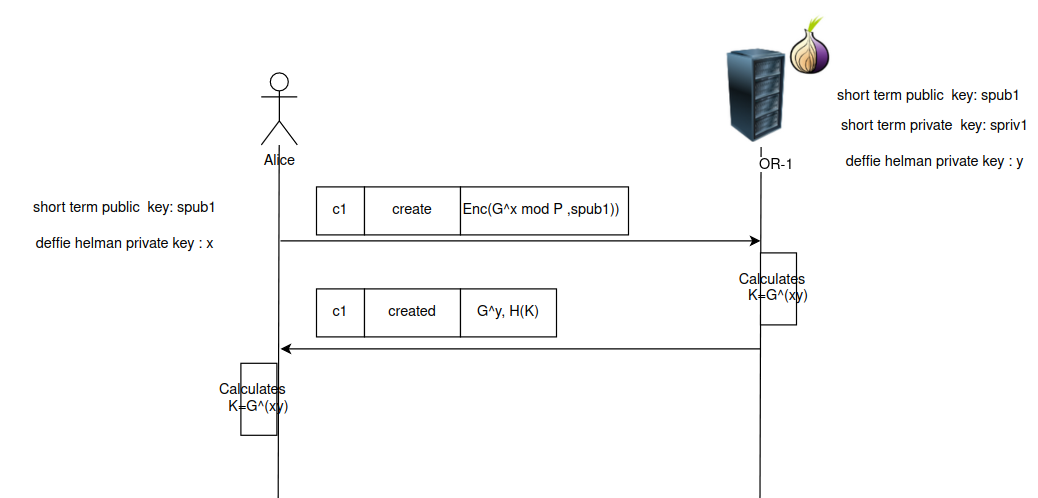 short term public key: spub1
short term private key: spriv1
Alice
OR-1
deffie helman private key : y
short term public key: spub1
c1
create
Enc(G^x mod P ,spub1))
deffie helman private key : x
Calculates
K=G^(xy)
c1
created
G^y, H(K)
Calculates
K=G^(xy)